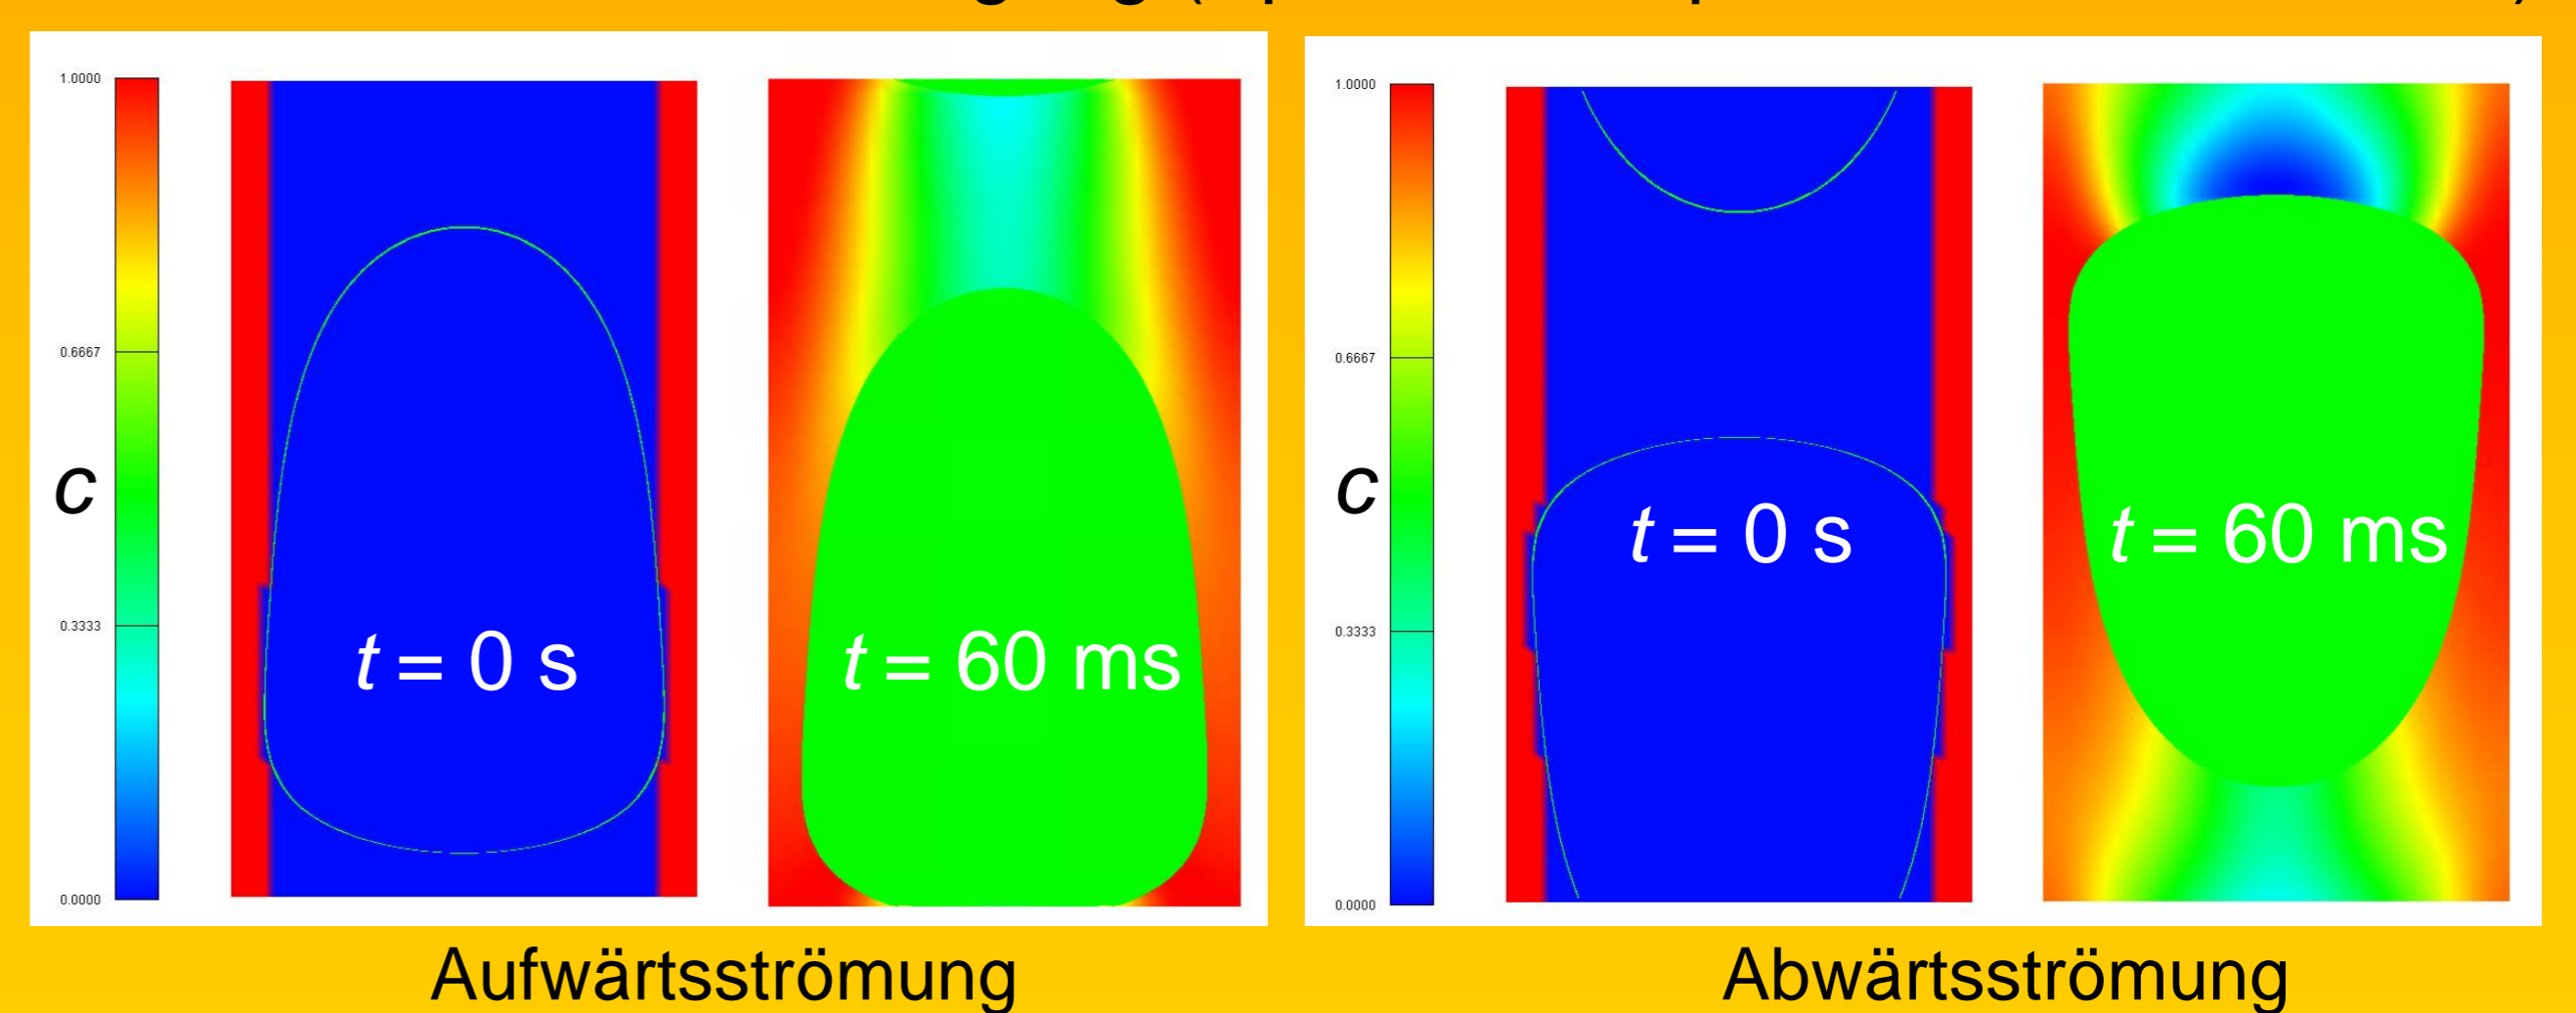 1.0000
0.6667
c
0.3333
0.0000
t = 0 s
t = 60 ms
1.0000
0.6667
c
0.3333
0.0000
t = 0 s
t = 60 ms
Aufwärtsströmung
Abwärtsströmung